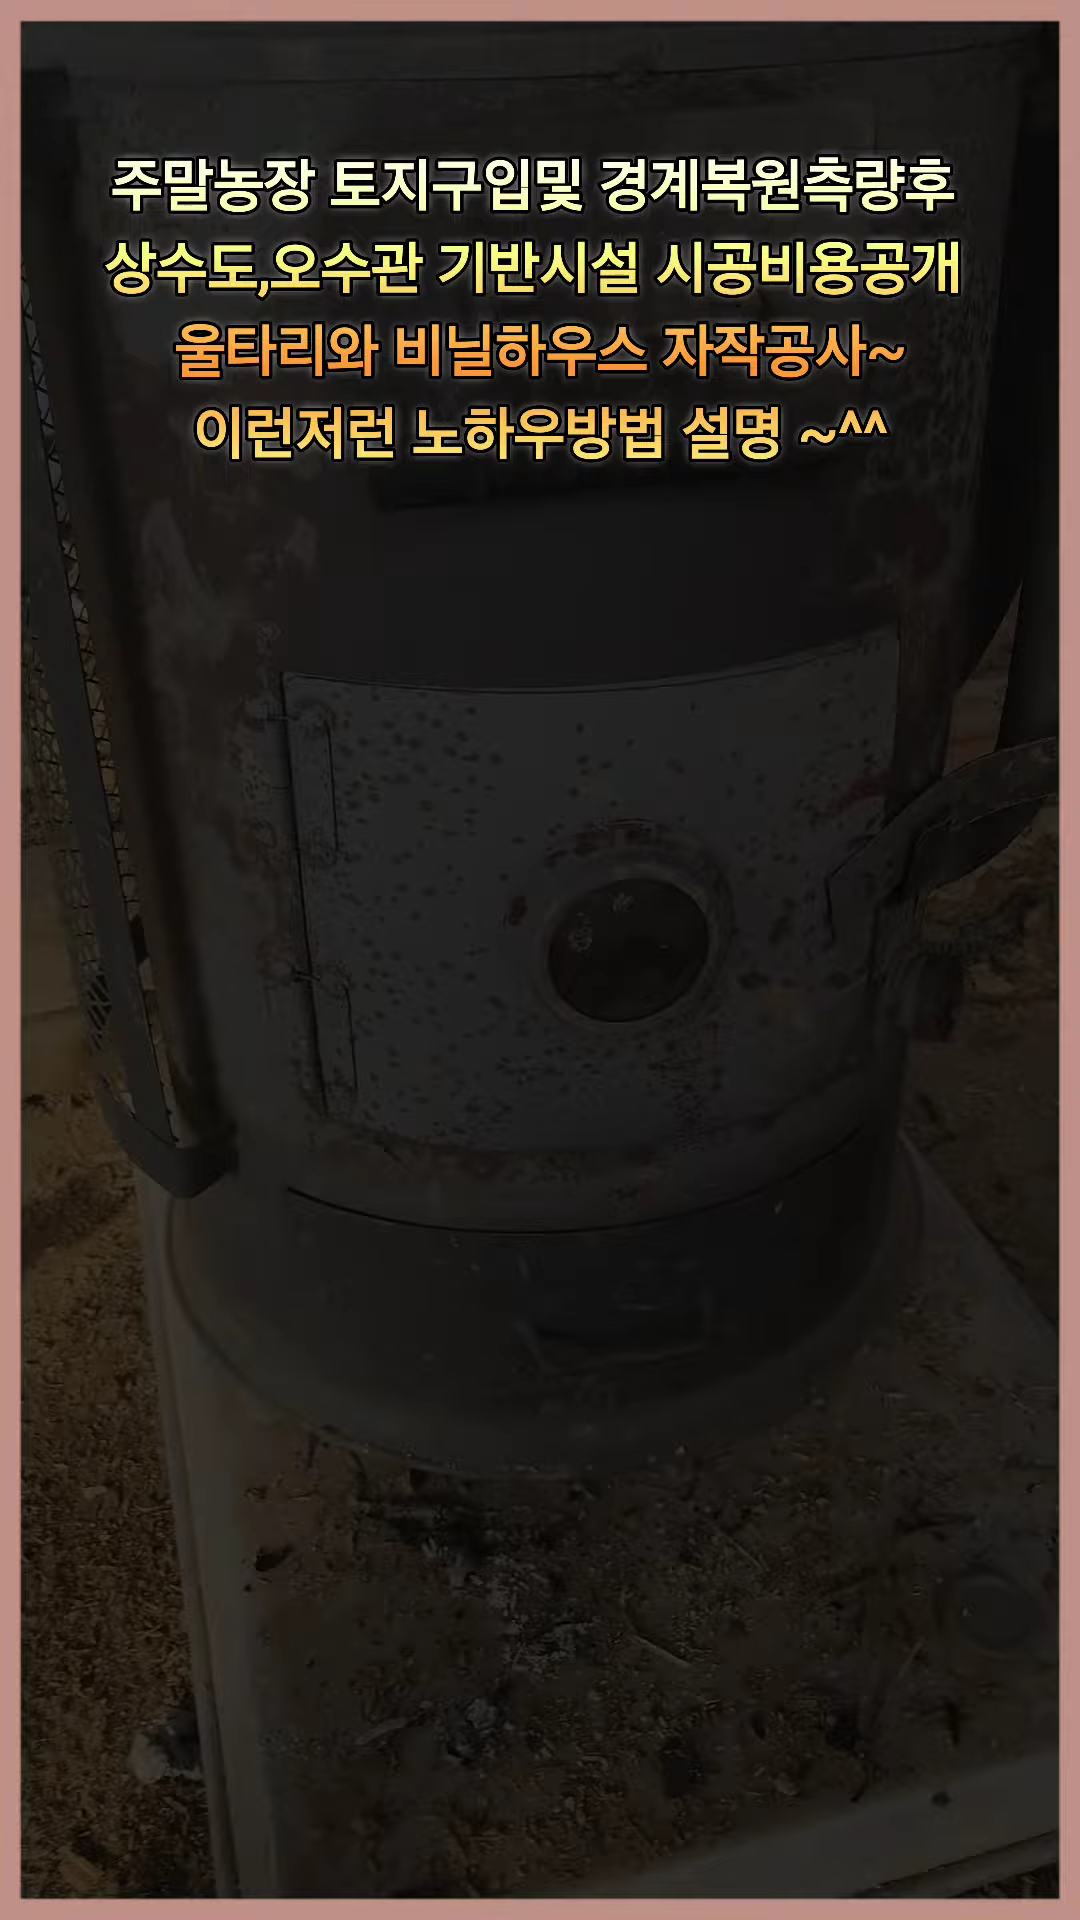 주말농장 토지구입및 경계복원측량후
상수도,오수관 기반시설 시공비용공개
울타리와 비닐하우스 자작공사~
이런저런 노하우방법 설명 ~^^